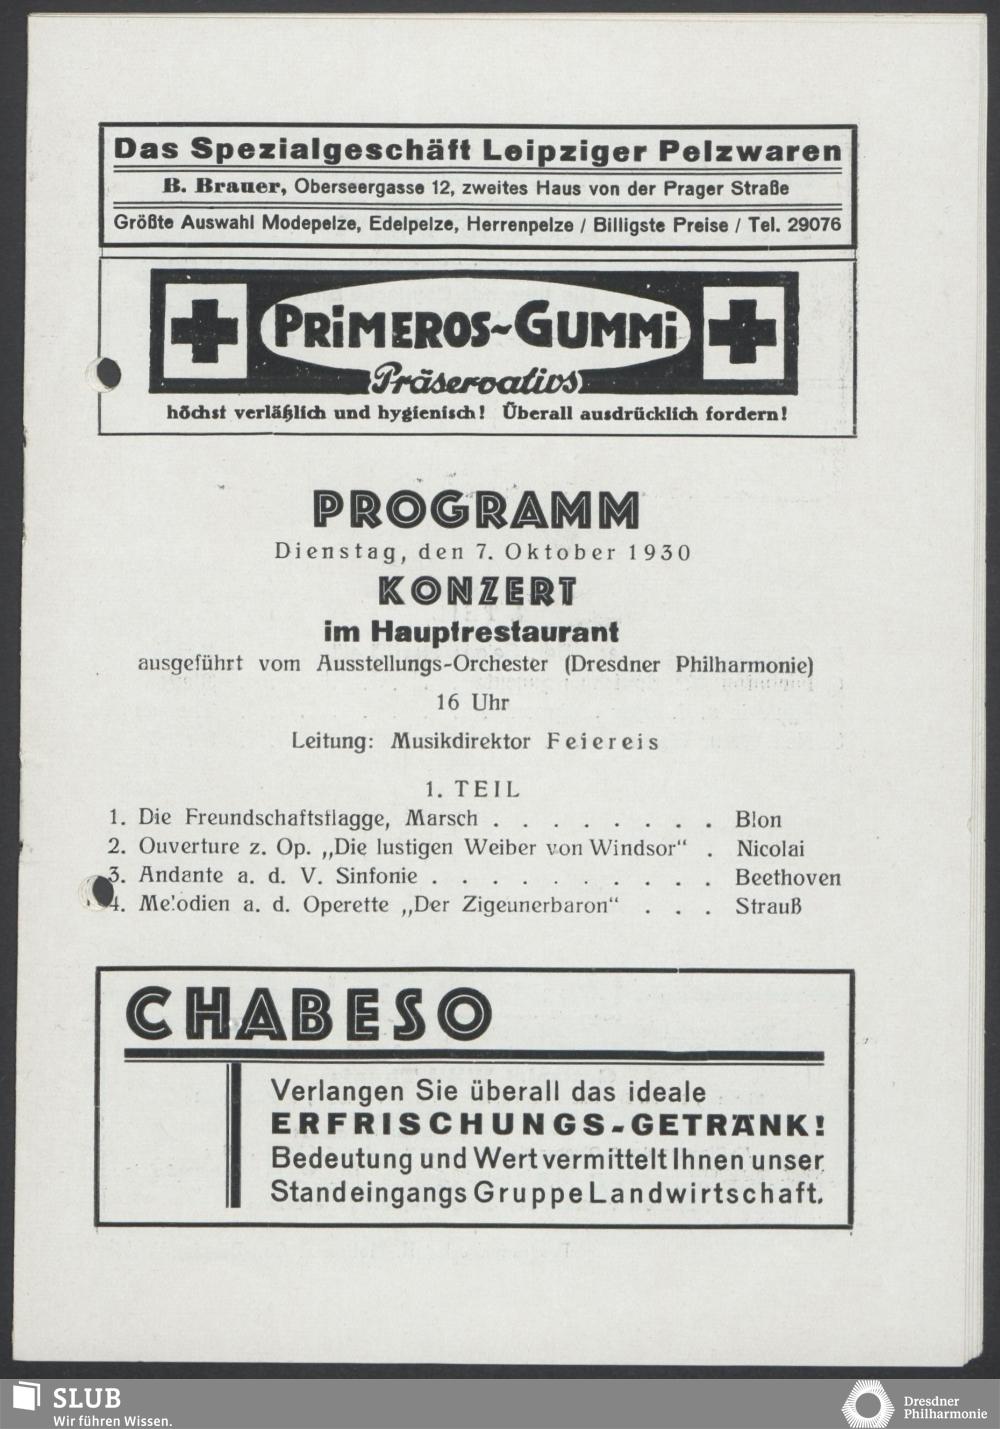 Das Spezialgeschäft Leipziger Pelzwaren
B. Brauer, Oberseergasse 12, zweites Haus von der Prager Straße
Größte Auswahl Modepelze, Edelpelze, Herrenpelze / Billigste Preise / Tel. 29076
PRiMEROS-GUMMi
Präservativs
höchst verläßlich und hygienisch! Überall ausdrücklich fordern!
PROGRAMM
Dienstag, den 7. Oktober 1930
KONZERT
im Hauptrestaurant
ausgeführt vom Ausstellungs-Orchester (Dresdner Philharmonie)
16 Uhr
Leitung: Musikdirektor Feiereis
1. TEIL
1. Die Freundschaftsflagge, Marsch . . . . . . . . Blon
2. Ouverture z. Op. „Die lustigen Weiber von Windsor“ . Nicolai
3. Andante a. d. V. Sinfonie . . . . . . . . . . Beethoven
4. Melodien a. d. Operette „Der Zigeunerbaron“ . . . Strauß
CHABESO
Verlangen Sie überall das ideale
ERFRISCHUNGS-GETRÄNK!
Bedeutung und Wert vermittelt Ihnen unser
Stand eingangs Gruppe Landwirtschaft.
SLUB
Wir führen Wissen.
Dresdner
Philharmonie